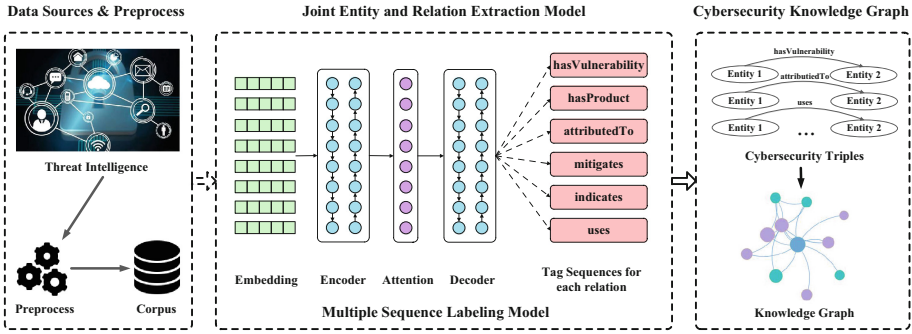 Data Sources & Preprocess
Threat Intelligence
Preprocess
Corpus
Joint Entity and Relation Extraction Model
Embedding
Encoder
Attention
Decoder
hasVulnerability
hasProduct
attributedTo
mitigates
indicates
uses
Tag Sequences for
each relation
Multiple Sequence Labeling Model
Cybersecurity Knowledge Graph
hasVulnerability
Entity 1
Entity 2
attributiedTo
Entity 1
Entity 2
uses
Entity 1
...
Entity 2
Cybersecurity Triples
Knowledge Graph